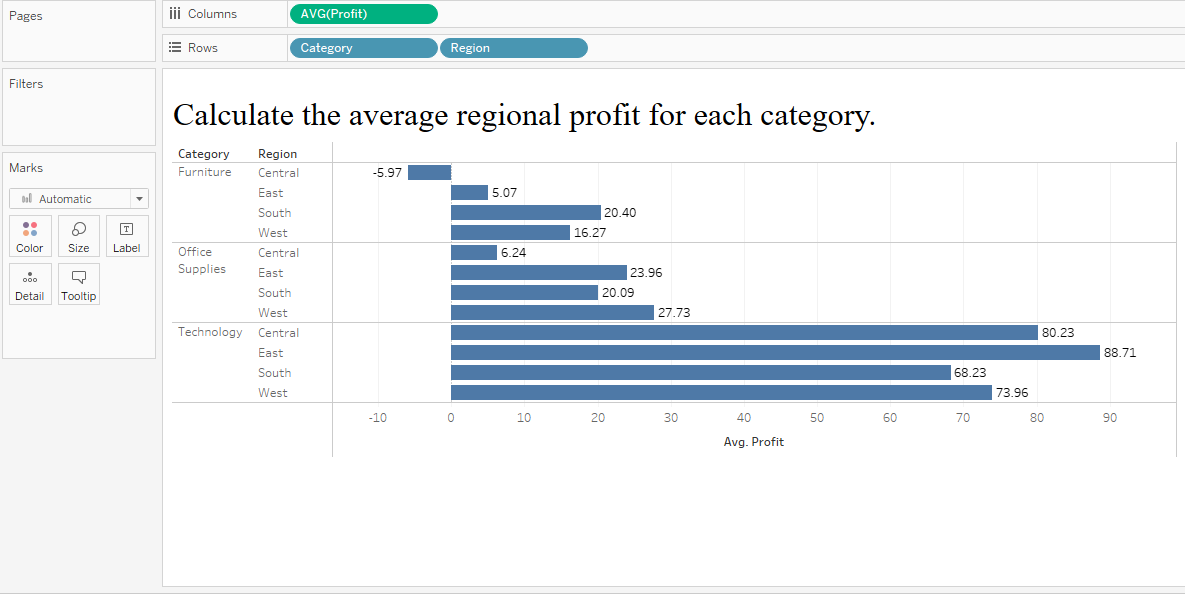 Pages
Columns AVG(Profit)
Rows Category Region
Filters
Marks
Automatic
Color Size Label
Detail Tooltip
Calculate the average regional profit for each category.
Category Region
Furniture Central -5.97
East 5.07
South 20.40
West 16.27
Office Supplies Central 6.24
East 23.96
South 20.09
West 27.73
Technology Central 80.23
East 88.71
South 68.23
West 73.96
-10 0 10 20 30 40 50 60 70 80 90
Avg. Profit